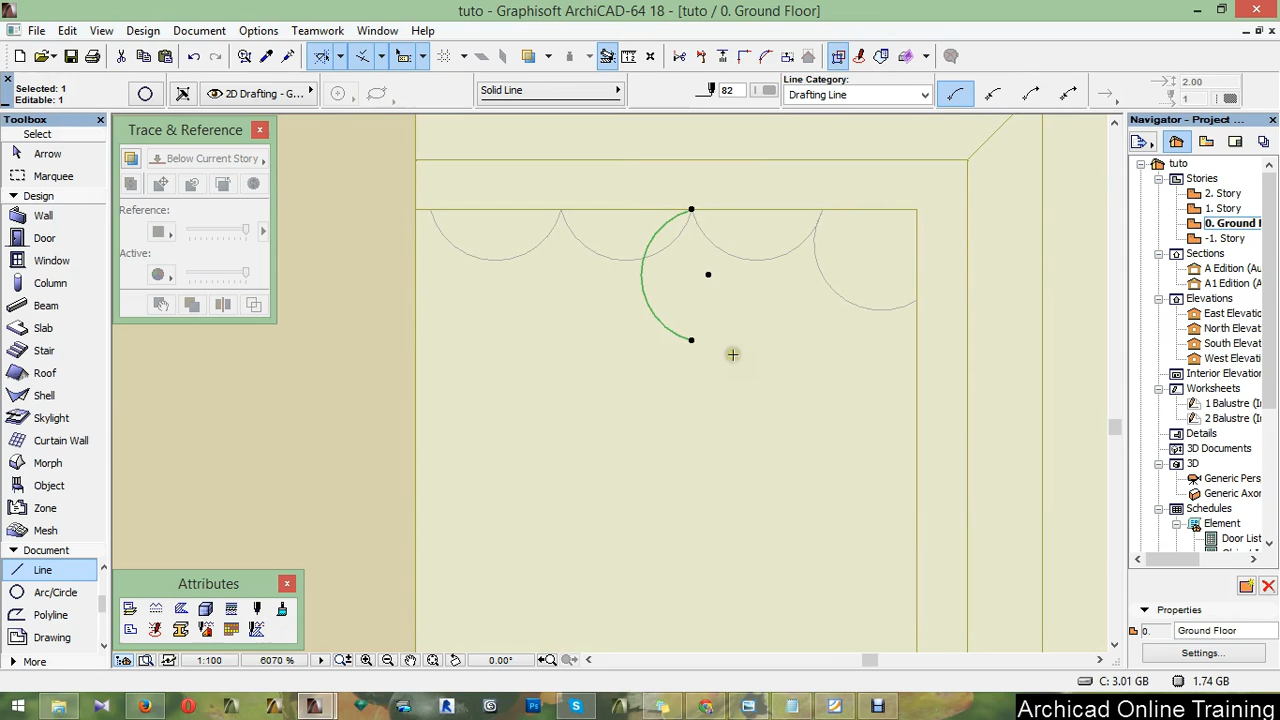 tuto - Graphisoft ArchiCAD-64 18 - [tuto / 0. Ground Floor]
File Edit View Design Document Options Teamwork Window Help
Selected: 1
Editable: 1
2D Drafting - G...
Solid Line
82
Line Category:
Drafting Line
2.00
1
Toolbox
Select
Arrow
Marquee
Design
Wall
Door
Window
Column
Beam
Slab
Stair
Roof
Shell
Skylight
Curtain Wall
Morph
Object
Zone
Mesh
Document
Line
Arc/Circle
Polyline
Drawing
More
Trace & Reference
Below Current Story
Reference:
Active:
Attributes
1:100
6070 %
0.00°
Navigator - Project ...
tuto
Stories
2. Story
1. Story
0. Ground
-1. Story
Sections
A Edition (Au
A1 Edition (A
Elevations
East Elevatio
North Elevat
South Elevati
West Elevatio
Interior Elevation
Worksheets
1 Balustre (I
2 Balustre (I
Details
3D Documents
3D
Generic Pers
Generic Axo
Schedules
Element
Door List
Properties
0.
Ground Floor
Settings...
C: 3.01 GB
1.74 GB
Archicad Online Training